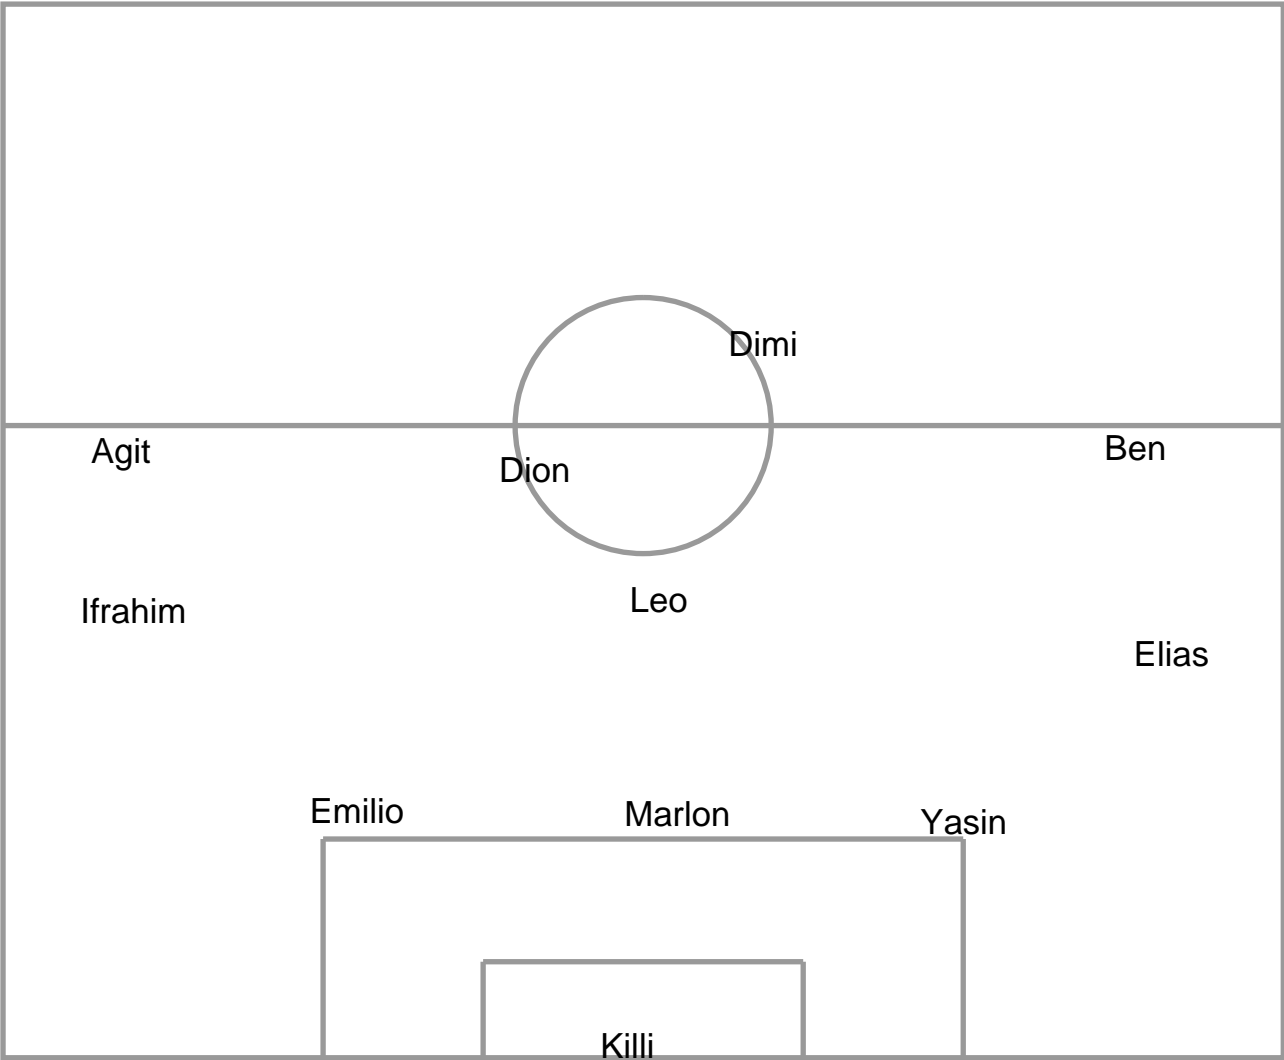 Dimi
Agit
Ben
Dion
Leo
Ifrahim
Elias
Emilio
Marlon
Yasin
Killi